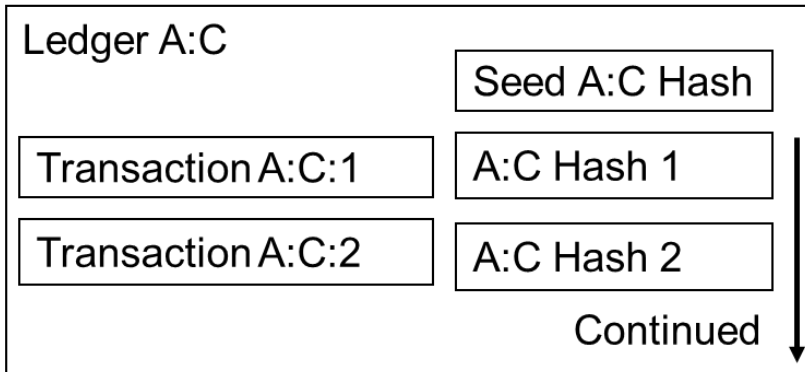 Ledger A:C
Seed A:C Hash
Transaction A:C:1
A:C Hash 1
Transaction A:C:2
A:C Hash 2
Continued